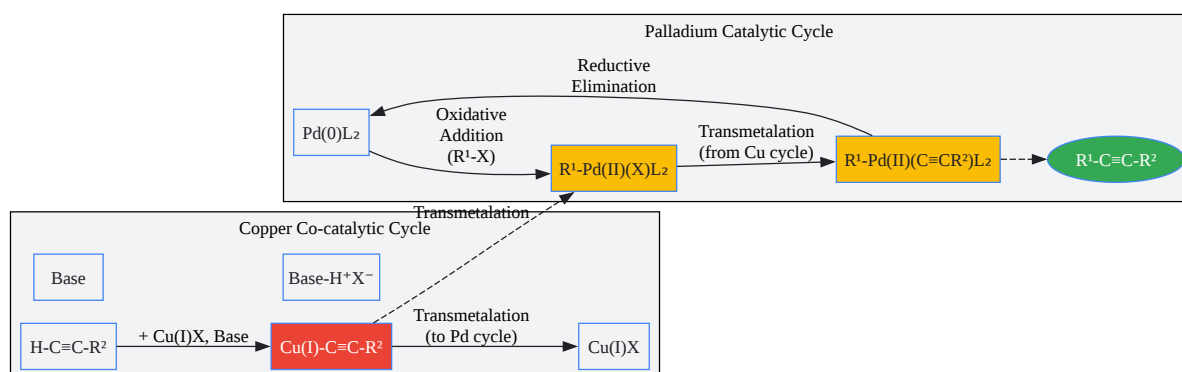 Palladium Catalytic Cycle
Reductive
Elimination
Pd(0)L₂
Oxidative
Addition
(R¹-X)
R¹-Pd(II)(X)L₂
Transmetalation
(from Cu cycle)
R¹-Pd(II)(C≡CR²)L₂
R¹-C≡C-R²
Transmetalation
Copper Co-catalytic Cycle
Base
Base-H⁺X⁻
H-C≡C-R²
+ Cu(I)X, Base
Cu(I)-C≡C-R²
Transmetalation
(to Pd cycle)
Cu(I)X